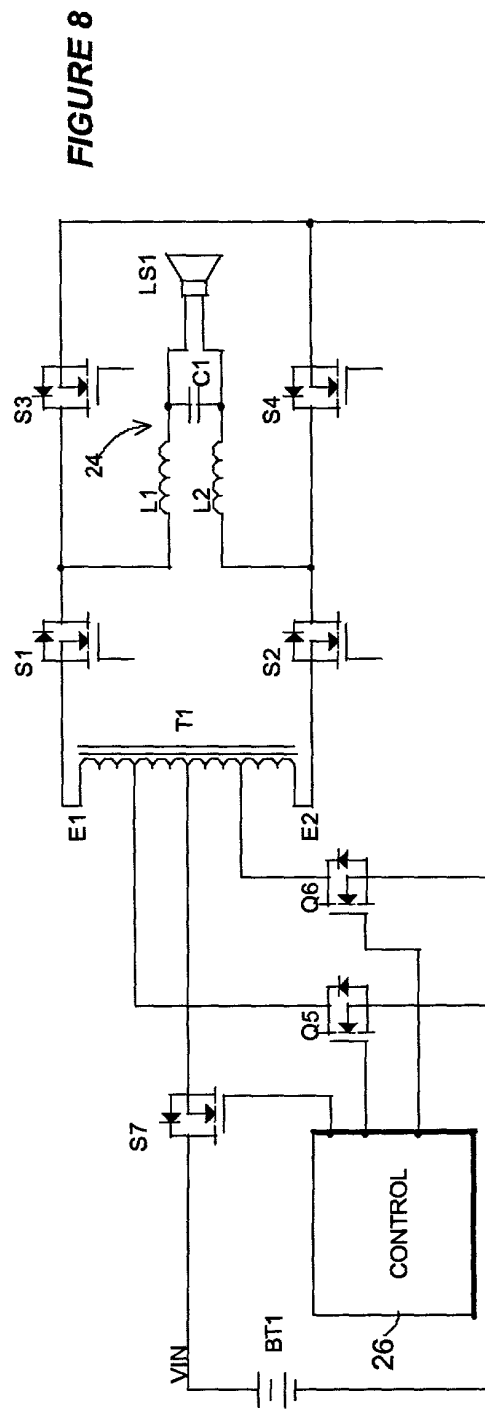 FIGURE 8
S3
LS1
24
C1
L1
L2
S4
S1
S2
T1
E1
E2
Q6
Q5
S7
CONTROL
26
BT1
VIN